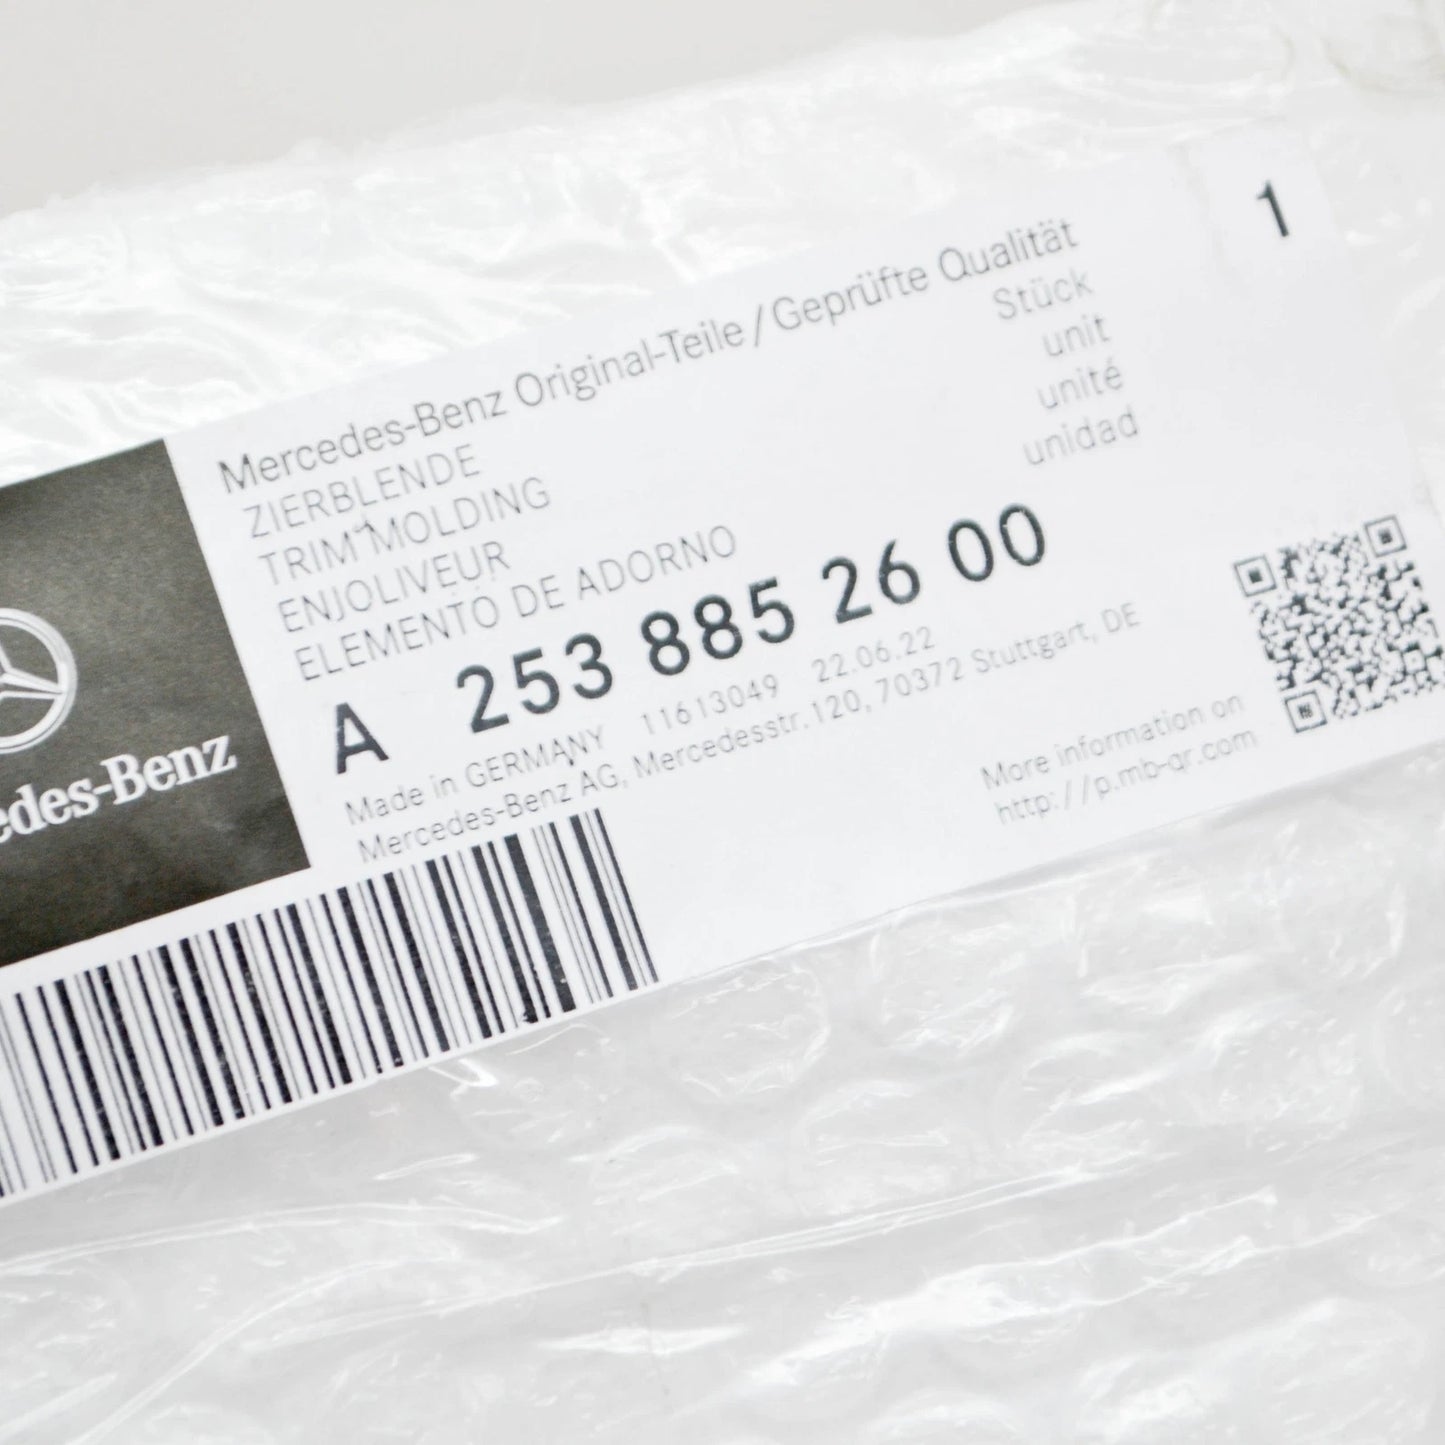 Mercedes-Benz Original-Teile / Geprüfte Qualität
ZIERBLENDE
TRIM MOLDING
ENJOLIVEUR
ELEMENTO DE ADORNO
Stück
unit
unité
unidad
1
A 253 885 26 00
Made in GERMANY 11613049 22.06.22
Mercedes-Benz AG, Mercedesstr. 120, 70372 Stuttgart, DE
More information on
http://p.mb-qr.com
edes-Benz